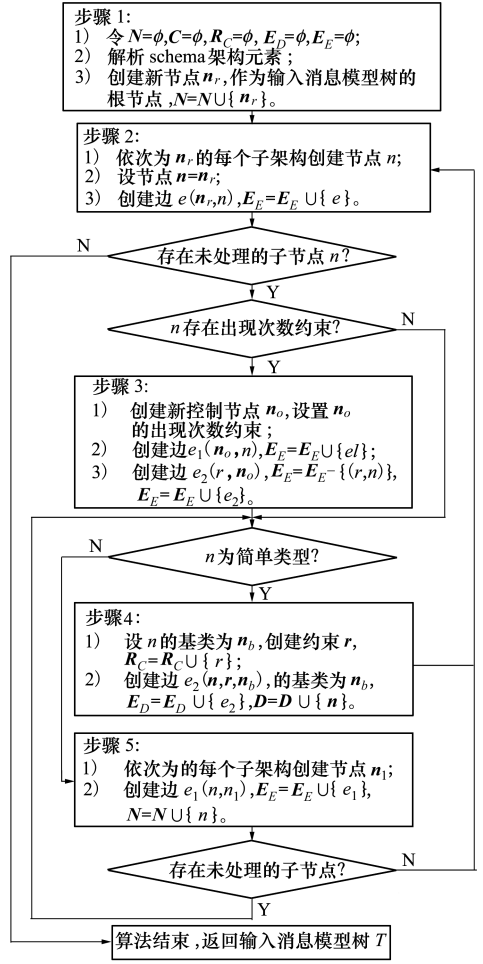 步骤 1:
1) 令 N=ϕ,C=ϕ,R_C=ϕ, E_D=ϕ,E_E=ϕ;
2) 解析 schema 架构元素 ;
3) 创建新节点 n_r,作为输入消息模型树的
根节点 ,N=N∪{ n_r}。
步骤 2:
1) 依次为 n_r的每个子架构创建节点 n;
2) 设节点 n=n_r;
3) 创建边 e(n_r,n) ,E_E=E_E ∪{ e}。
N
存在未处理的子节点 n?
Y
n存在出现次数约束?
N
Y
步骤 3:
1) 创建新控制节点 n_o,设置 n_o
的出现次数约束 ;
2) 创建边e_1( n_o,n),E_E=E_E∪{el};
3) 创建边 e_2(r ,n_o) ,E_E=E_E-{(r,n)},
E_E= E_E ∪{e_2}。
N
n为简单类型?
Y
步骤4:
1) 设 n 的基类为 n_b,创建约束 r,
R_C=R_C∪{ r};
2) 创建边 e_2(n,r,n_b) ,的基类为 n_b,
E_D=E_D ∪{ e_2},D=D ∪{ n}。
步骤 5:
1) 依次为的每个子架构创建节点 n_1;
2) 创建边 e_1(n,n_1) ,E_E=E_E∪{ e_1},
N=N∪{ n}。
存在未处理的子节点?
N
Y
算法结束 ,返回输入消息模型树 T